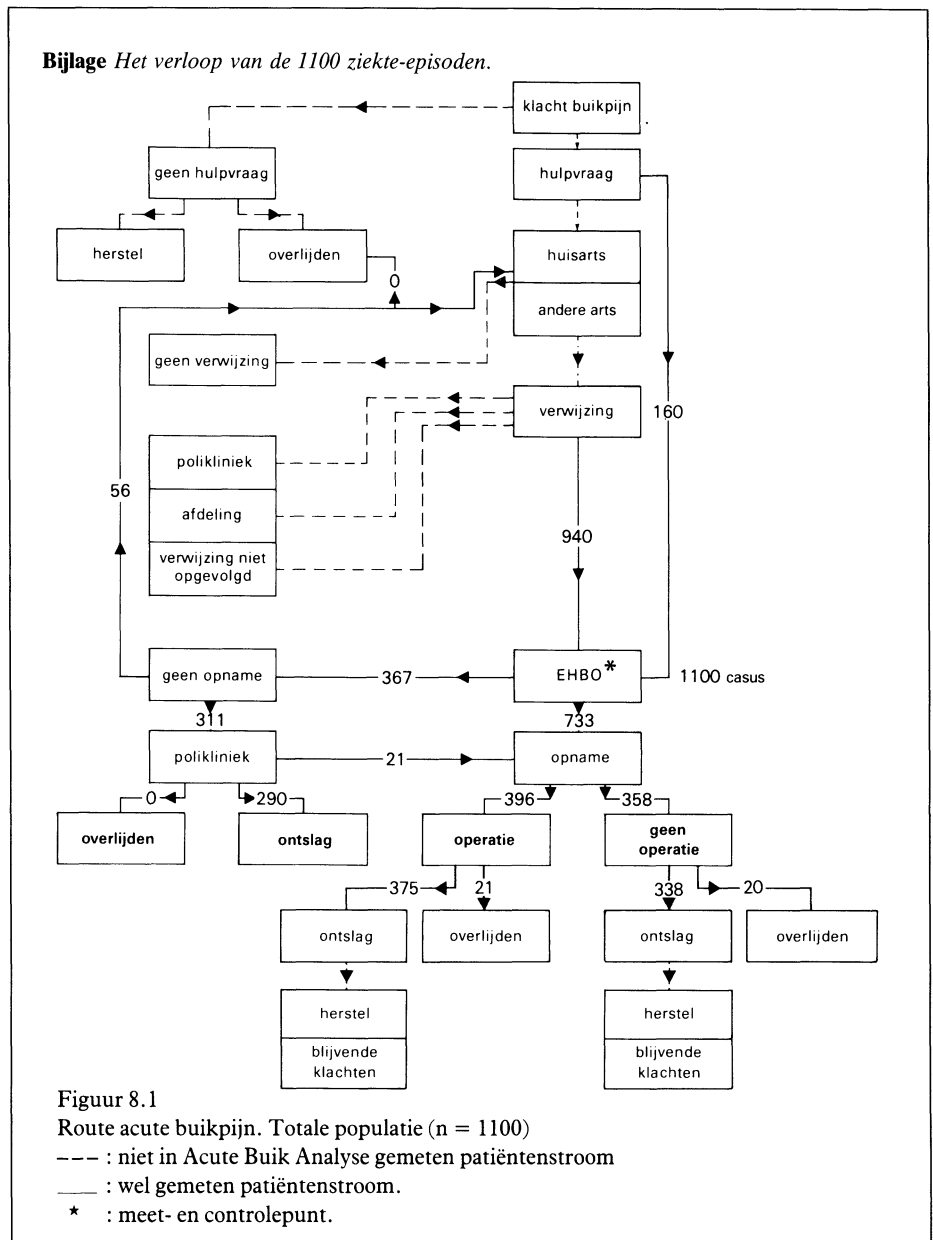 Bijlage Het verloop van de 1100 ziekte-episoden.
klacht buikpijn
geen hulpvraag
hulpvraag
herstel
overlijden
huisarts
0
andere arts
geen verwijzing
verwijzing
160
polikliniek
56
afdeling
940
verwijzing niet
opgevolgd
geen opname
367
EHBO*
1100 casus
311
733
polikliniek
21
opname
0
290
396
358
overlijden
ontslag
operatie
geen
operatie
375
21
338
20
ontslag
overlijden
ontslag
overlijden
herstel
herstel
blijvende
klachten
blijvende
klachten
Figuur 8.1
Route acute buikpijn. Totale populatie (n = 1100)
--- : niet in Acute Buik Analyse gemeten patiëntenstroom
___ : wel gemeten patiëntenstroom.
* : meet- en controlepunt.